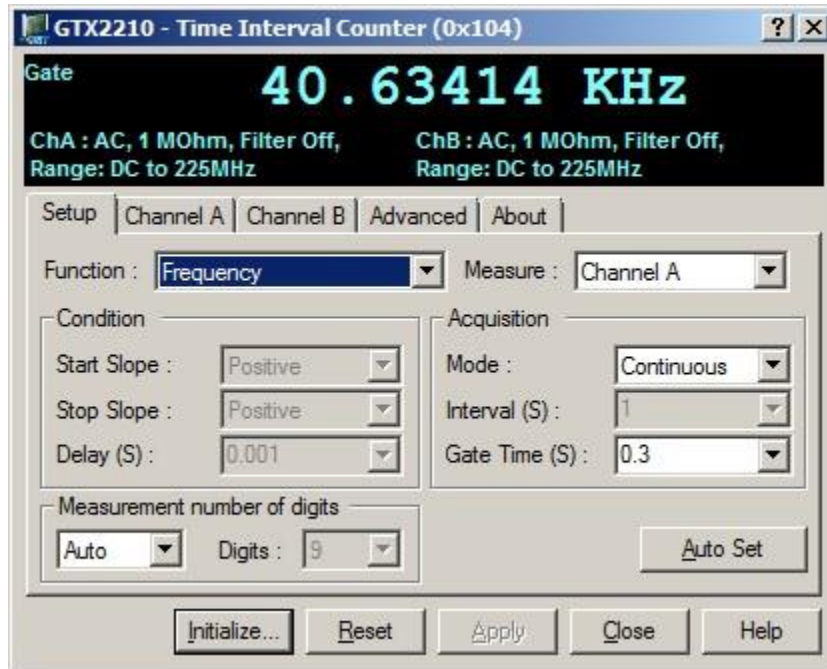 GTX2210 - Time Interval Counter (0x104)
Gate
40.63414 KHz
ChA : AC, 1 MOhm, Filter Off, ChB : AC, 1 MOhm, Filter Off,
Range: DC to 225MHz Range: DC to 225MHz
Setup Channel A Channel B Advanced About
Function : Frequency Measure : Channel A
Condition Acquisition
Start Slope : Positive Mode : Continuous
Stop Slope : Positive Interval (S) : 1
Delay (S) : 0.001 Gate Time (S) : 0.3
Measurement number of digits
Auto Digits : 9 Auto Set
Initialize... Reset Apply Close Help